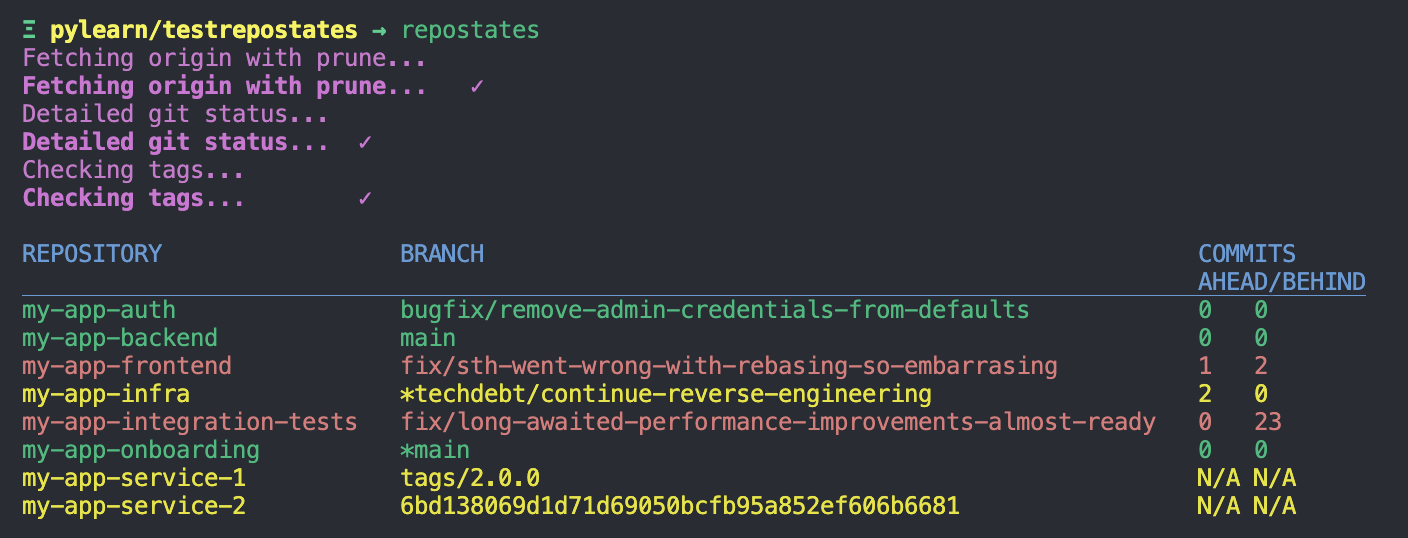 Ξ pylearn/testrepostates → repostates
Fetching origin with prune...
Fetching origin with prune... ✓
Detailed git status...
Detailed git status... ✓
Checking tags...
Checking tags... ✓
REPOSITORY BRANCH COMMITS
AHEAD/BEHIND
my-app-auth bugfix/remove-admin-credentials-from-defaults 0 0
my-app-backend main 0 0
my-app-frontend fix/sth-went-wrong-with-rebasing-so-embarrasing 1 2
my-app-infra *techdebt/continue-reverse-engineering 2 0
my-app-integration-tests fix/long-awaited-performance-improvements-almost-ready 0 23
my-app-onboarding *main 0 0
my-app-service-1 tags/2.0.0 N/A N/A
my-app-service-2 6bd138069d1d71d69050bcfb95a852ef606b6681 N/A N/A